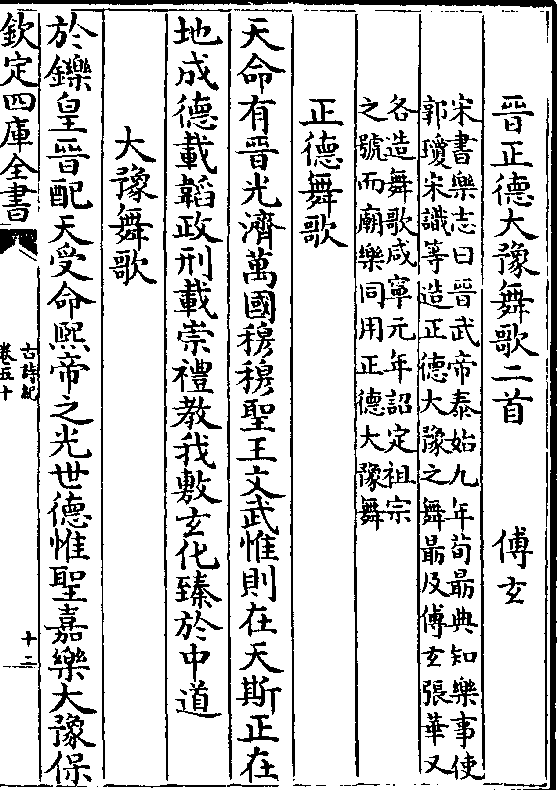 晉正德大豫舞歌二首 傅玄
宋書樂志曰晉武帝泰始九年荀勗典知樂事使
郭瓊宋識等造正德大豫之舞勗及傅玄張華又
各造舞歌咸寧元年詔定祖宗
之號而廟樂同用正德大豫舞
正德舞歌
天命有晉光濟萬國穆穆聖王文武惟則在天斯正在
地成德載韜政刑載崇禮教我敷玄化臻於中道
大豫舞歌
於鑠皇晉配天受命熙帝之光世德惟聖嘉樂大豫保
欽定四庫全書
古詩紀
卷五十
十二